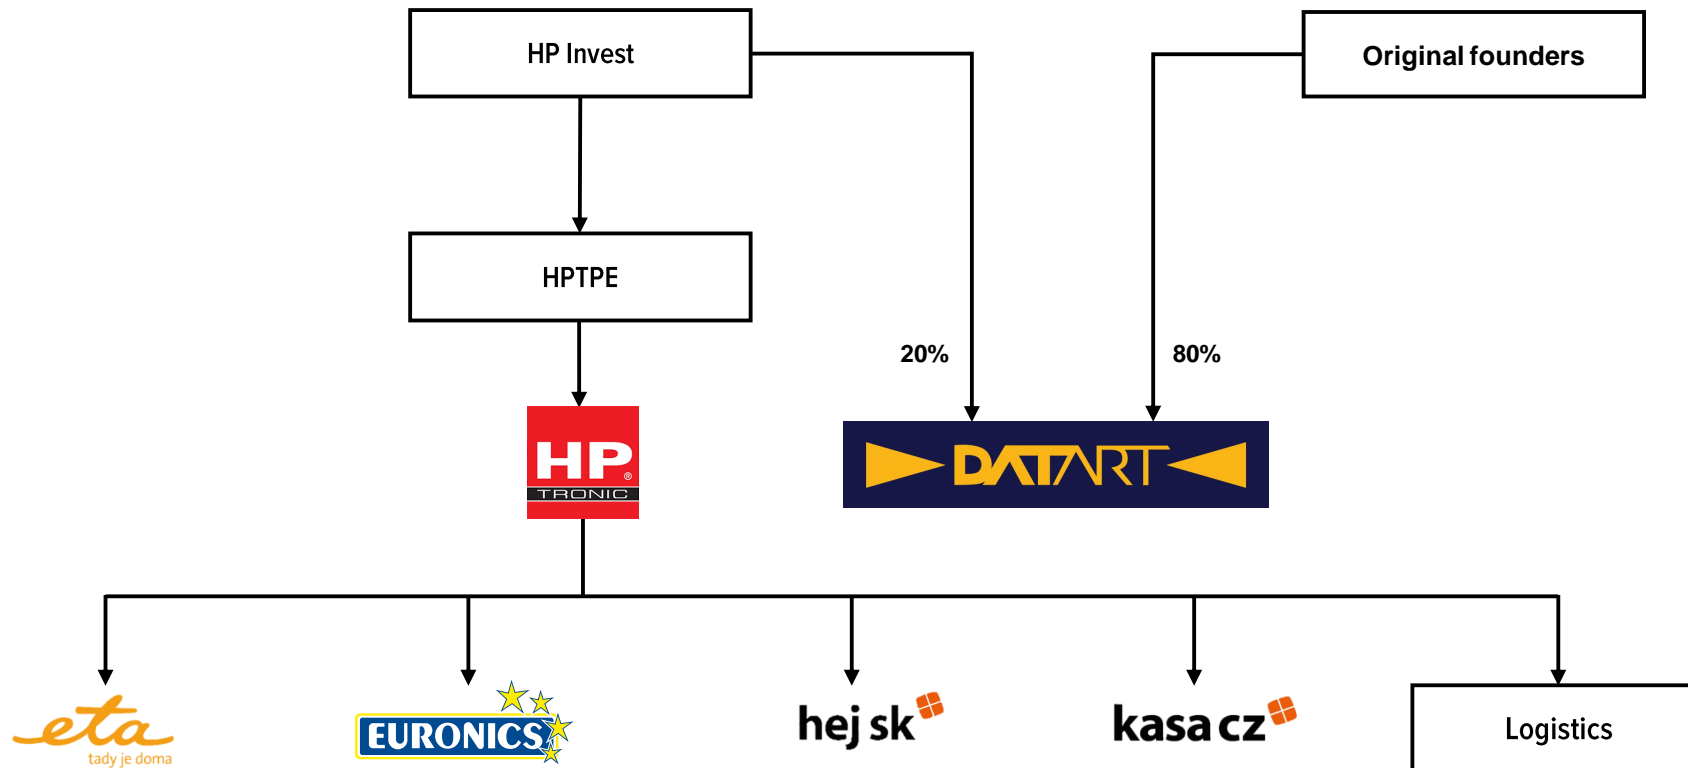 HP Invest
Original founders
HPTPE
20%
80%
HP®
TRONIC
DATART
eta
tady je doma
EURONICS
hej sk
kasa cz
Logistics